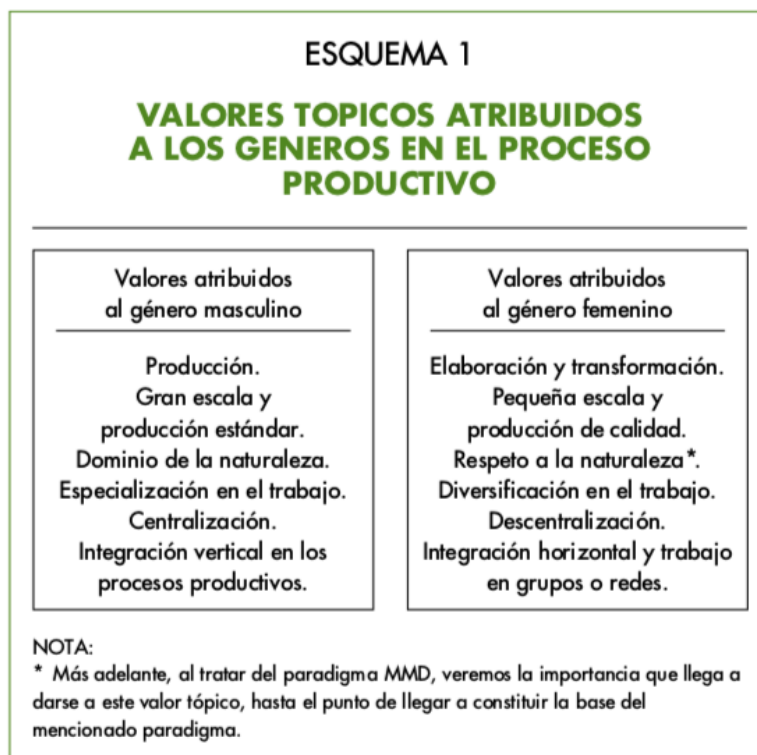 ESQUEMA 1
VALORES TOPICOS ATRIBUIDOS
A LOS GENEROS EN EL PROCESO
PRODUCTIVO
Valores atribuidos
al género masculino
Producción.
Gran escala y
producción estándar.
Dominio de la naturaleza.
Especialización en el trabajo.
Centralización.
Integración vertical en los
procesos productivos.
Valores atribuidos
al género femenino
Elaboración y transformación.
Pequeña escala y
producción de calidad.
Respeto a la naturaleza*.
Diversificación en el trabajo.
Descentralización.
Integración horizontal y trabajo
en grupos o redes.
NOTA:
* Más adelante, al tratar del paradigma MMD, veremos la importancia que llega a
darse a este valor tópico, hasta el punto de llegar a constituir la base del
mencionado paradigma.